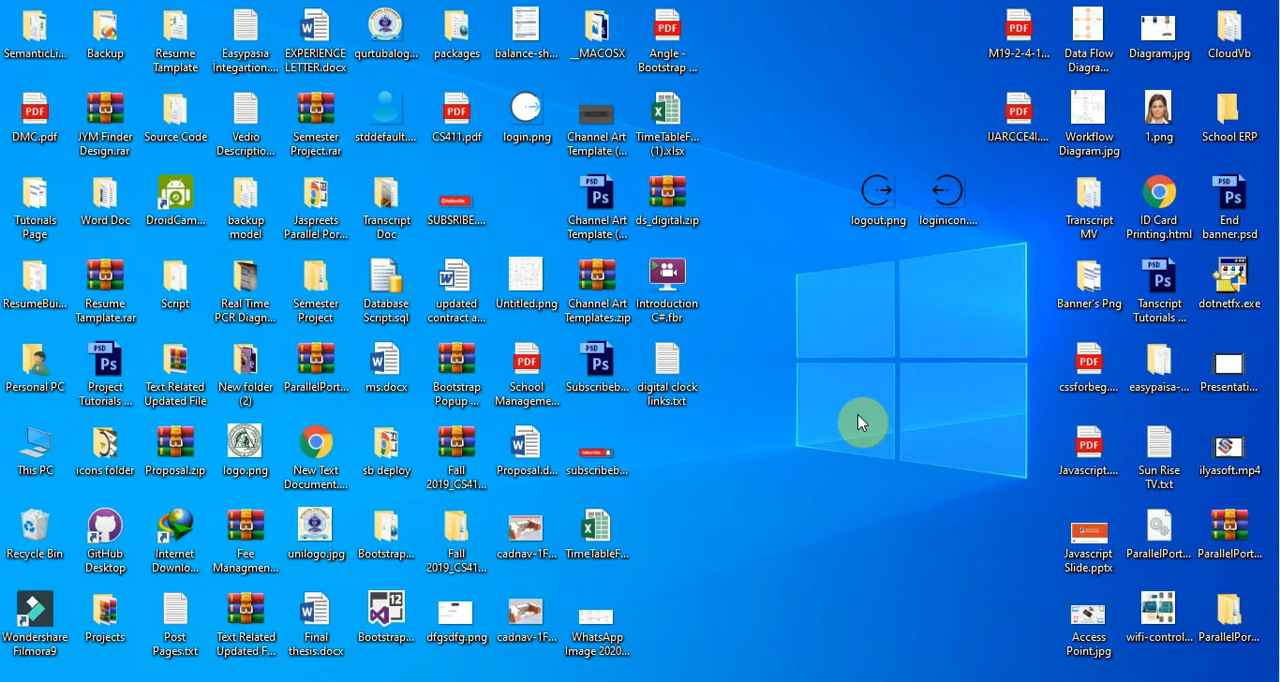 SemanticLi...
Backup
Resume
Tamplate
Easypasia
Integartion....
EXPERIENCE
LETTER.docx
qurtubalog...
packages
balance-sh...
__MACOSX
Angle -
Bootstrap ...
M19-2-4-1...
Data Flow
Diagra...
Diagram.jpg
CloudVb
DMC.pdf
JYM Finder
Design.rar
Source Code
Vedio
Descriptio...
Semester
Project.rar
stddefault....
CS411.pdf
login.png
Channel Art
Template (...
TimeTableF...
(1).xlsx
IJARCCE4I....
Workflow
Diagram.jpg
1.png
School ERP
Tutorials
Page
Word Doc
DroidCam...
backup
model
Jaspreets
Parallel Por...
Transcript
Doc
SUBSRIBE....
Channel Art
Template (...
ds_digital.zip
logout.png
loginicon....
Transcript
MV
ID Card
Printing.html
End
banner.psd
ResumeBui...
Resume
Tamplate.rar
Script
Real Time
PCR Diagn...
Semester
Project
Database
Script.sql
updated
contract a...
Untitled.png
Channel Art
Templates.zip
Introduction
C#.fbr
Banner's Png
Tanscript
Tutorials ...
dotnetfx.exe
Personal PC
Project
Tutorials ...
Text Related
Updated File
New folder
(2)
ParallelPort...
ms.docx
Bootstrap
Popup ...
School
Manageme...
Subscribeb...
digital clock
links.txt
cssforbeg....
easypaisa-...
Presentati...
This PC
icons folder
Proposal.zip
logo.png
New Text
Document....
sb deploy
Fall
2019_CS41...
Proposal.d...
subscribeb...
Javascript....
Sun Rise
TV.txt
ilyasoft.mp4
Recycle Bin
GitHub
Desktop
Internet
Downlo...
Fee
Managmen...
unilogo.jpg
Bootstrap...
Fall
2019_CS41...
cadnav-1F...
TimeTableF...
Javascript
Slide.pptx
ParallelPort...
ParallelPort...
Wondershare
Filmora9
Projects
Post
Pages.txt
Text Related
Updated F...
Final
thesis.docx
12
Bootstrap...
dfgsdfg.png
cadnav-1F...
WhatsApp
Image 2020...
Access
Point.jpg
wifi-control...
ParallelPor...